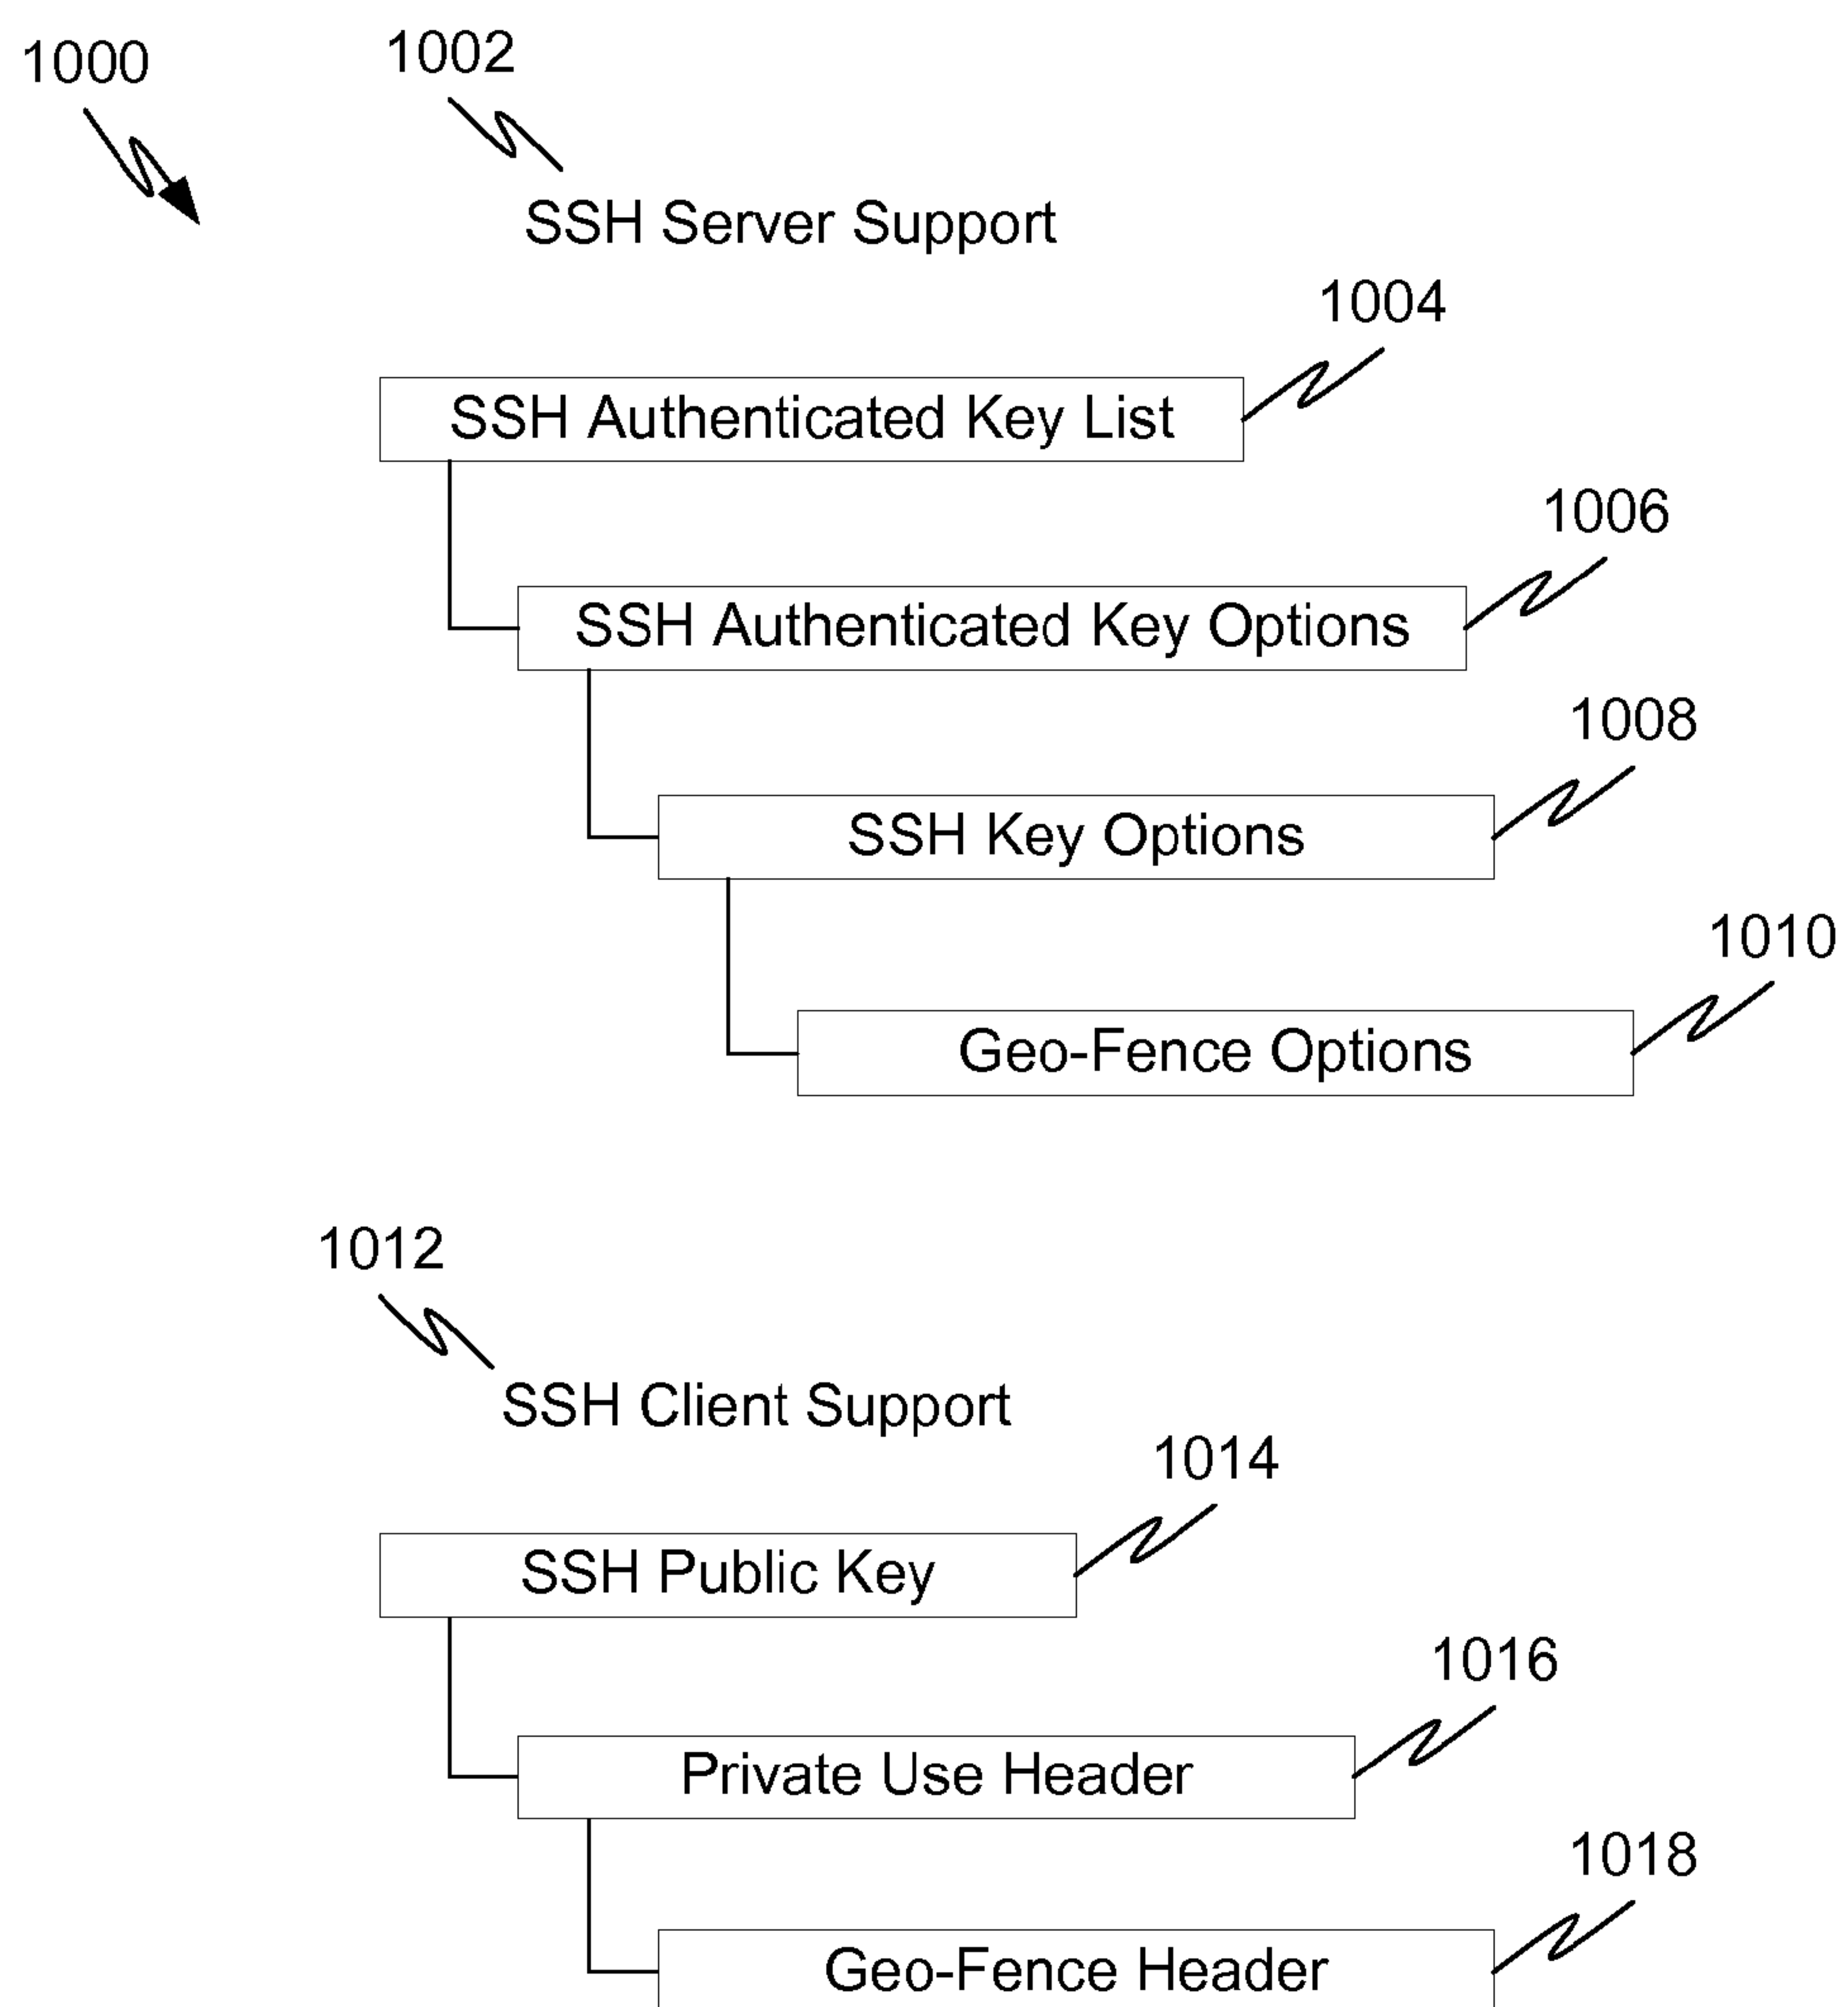 1000
1002
SSH Server Support
1004
SSH Authenticated Key List
1006
SSH Authenticated Key Options
1008
SSH Key Options
1010
Geo-Fence Options
1012
SSH Client Support
1014
SSH Public Key
1016
Private Use Header
1018
Geo-Fence Header